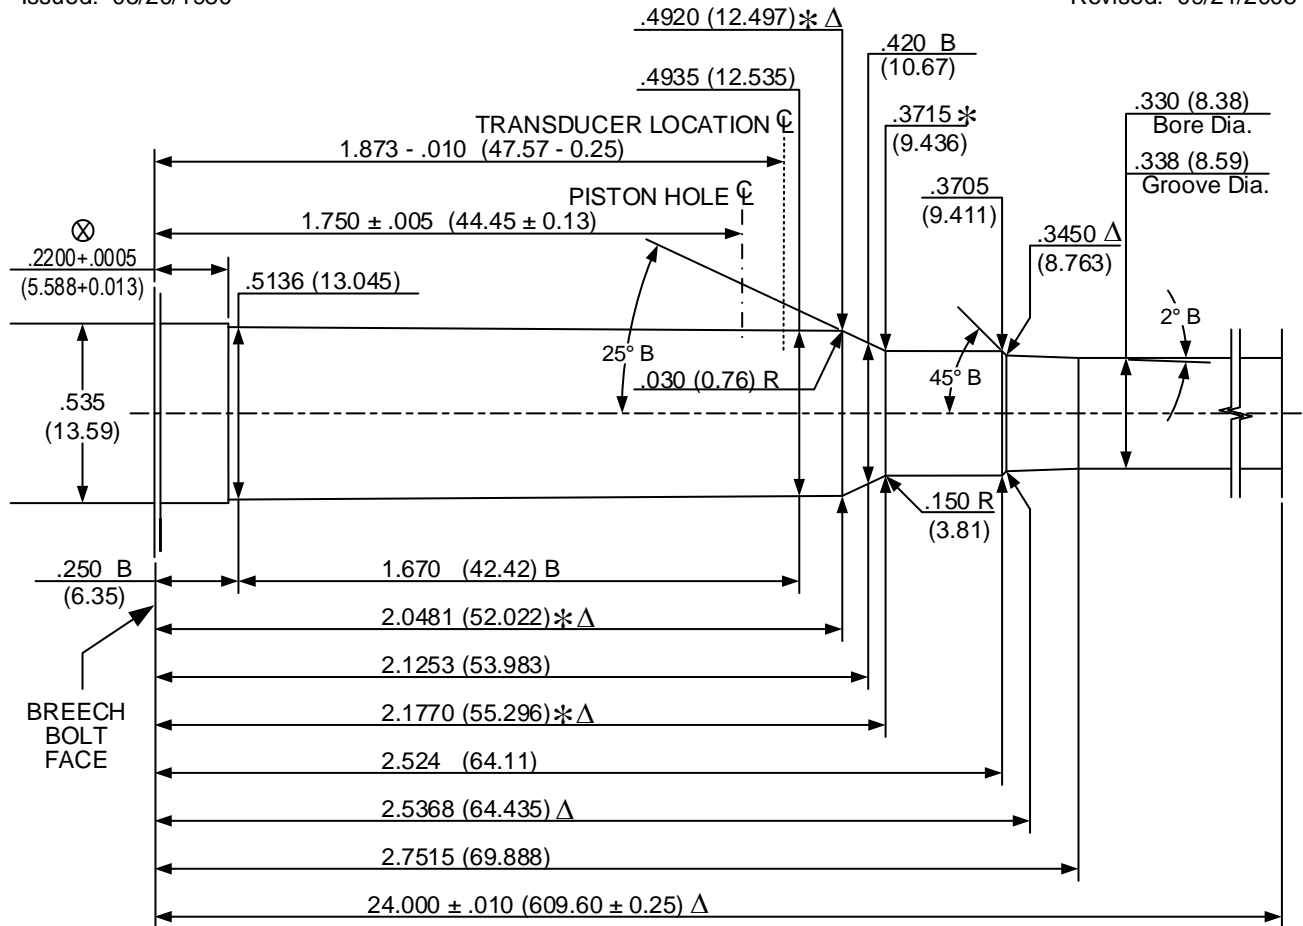 .4920 (12.497)* Δ
.420 B
(10.67)
.4935 (12.535)
.330 (8.38)
Bore Dia.
.3715 *
(9.436)
TRANSDUCER LOCATION ℄
1.873 - .010 (47.57 - 0.25)
.338 (8.59)
Groove Dia.
PISTON HOLE ℄
.3705
(9.411)
1.750 ± .005 (44.45 ± 0.13)
⊗
.2200+.0005
(5.588+0.013)
.3450 Δ
(8.763)
.5136 (13.045)
2° B
25° B
.030 (0.76) R
45° B
.535
(13.59)
.150 R
(3.81)
.250 B
(6.35)
1.670 (42.42) B
2.0481 (52.022)* Δ
2.1253 (53.983)
BREECH
BOLT
FACE
2.1770 (55.296)* Δ
2.524 (64.11)
2.5368 (64.435) Δ
2.7515 (69.888)
24.000 ± .010 (609.60 ± 0.25) Δ